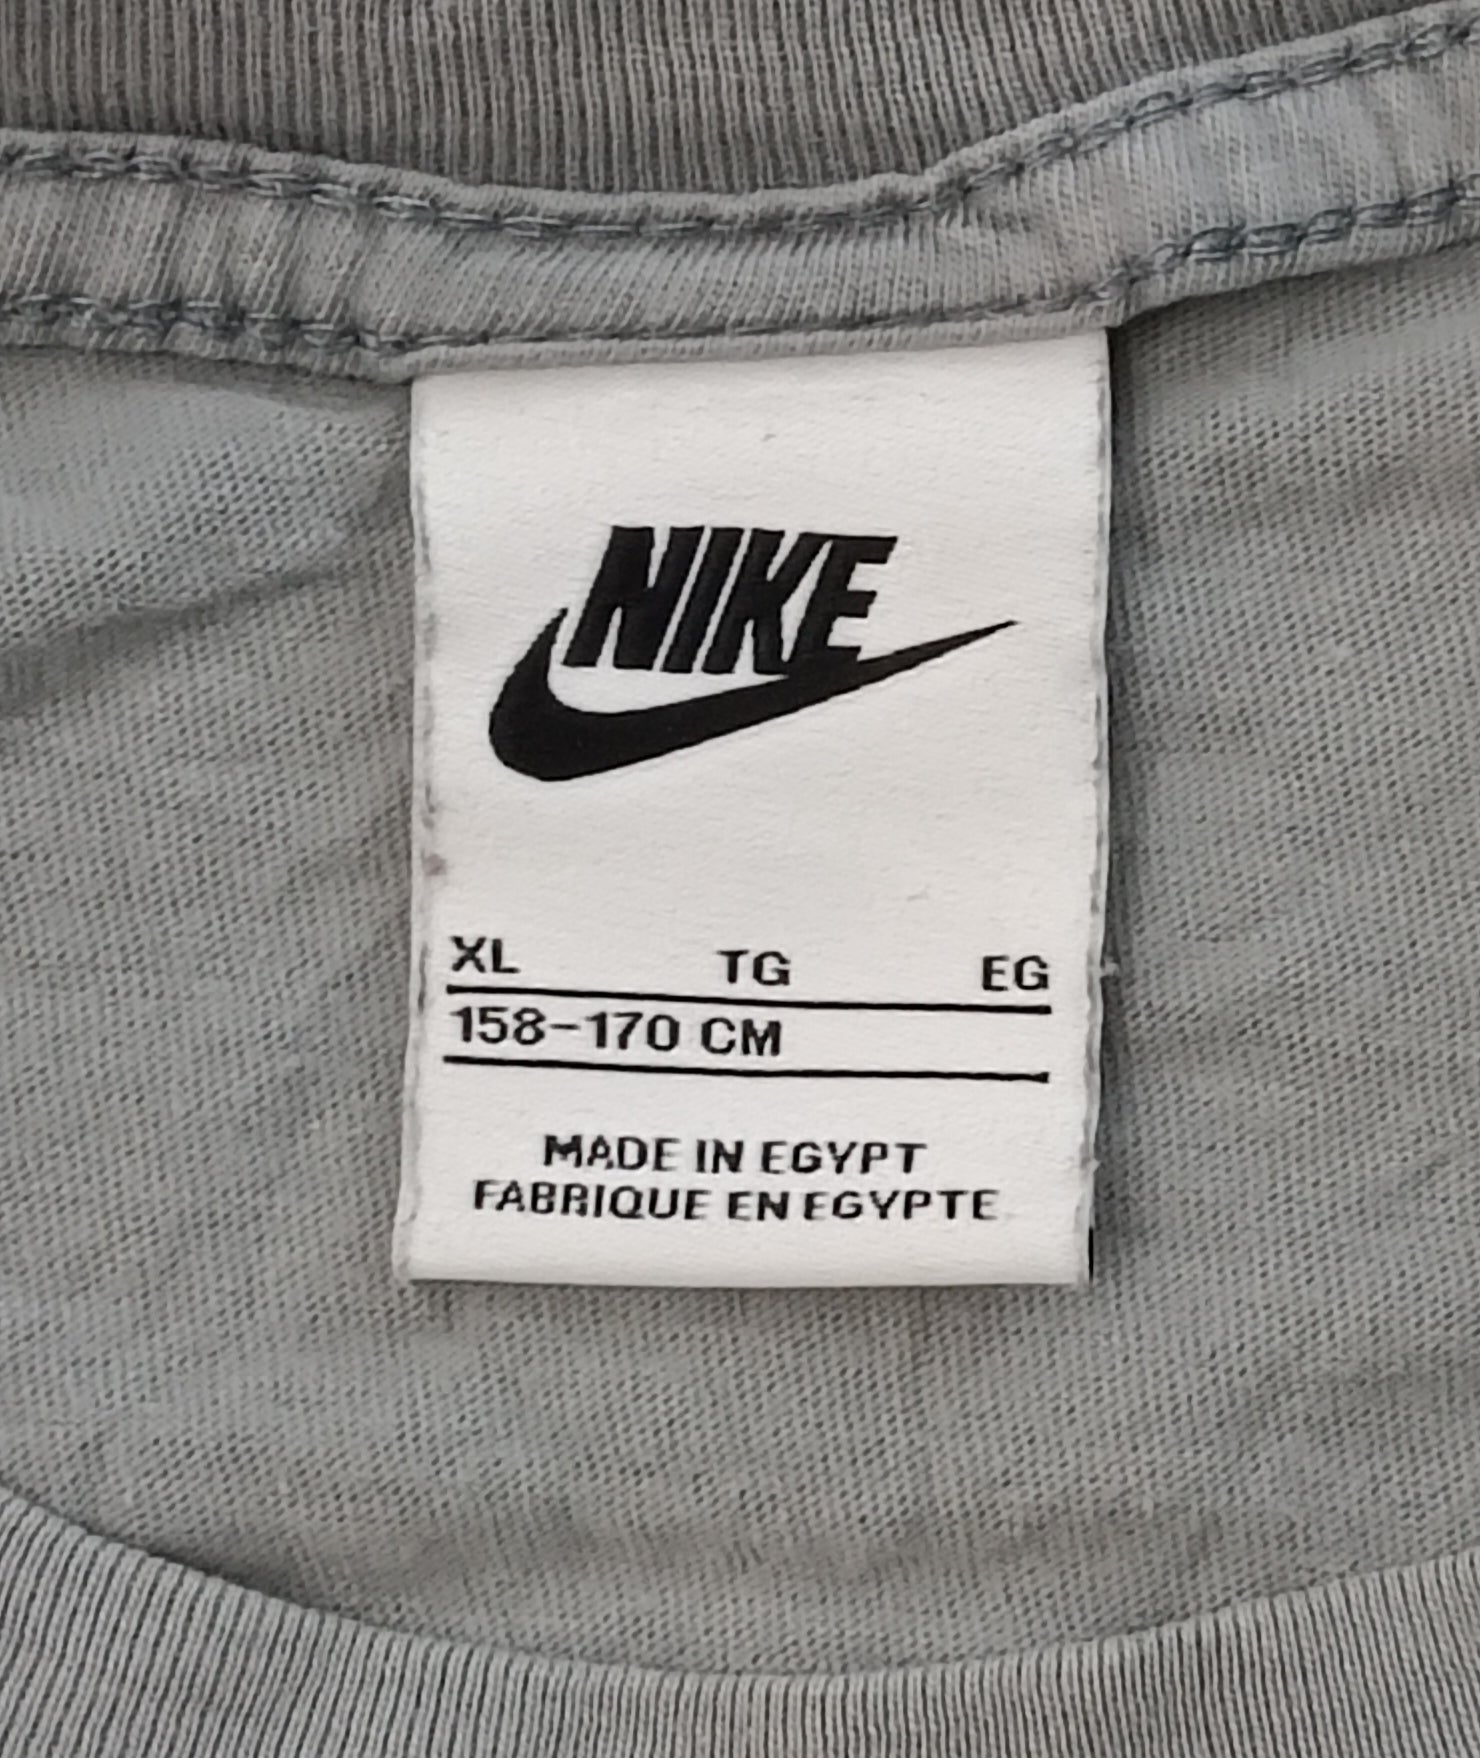 NIKE
XL TG EG
158-170 CM
MADE IN EGYPT
FABRIQUE EN EGYPTE